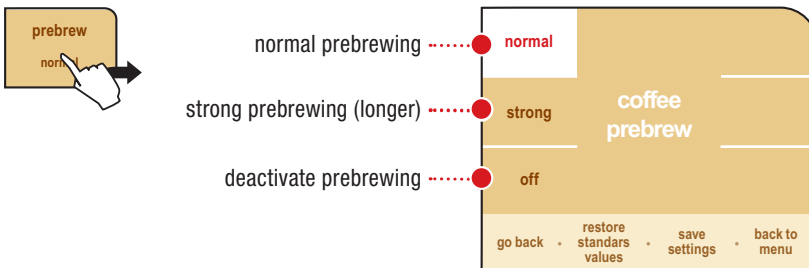 prebrew
normal
normal prebrewing
strong prebrewing (longer)
deactivate prebrewing
normal
strong
off
coffee
prebrew
go back
restore
standars
values
save
settings
back to
menu